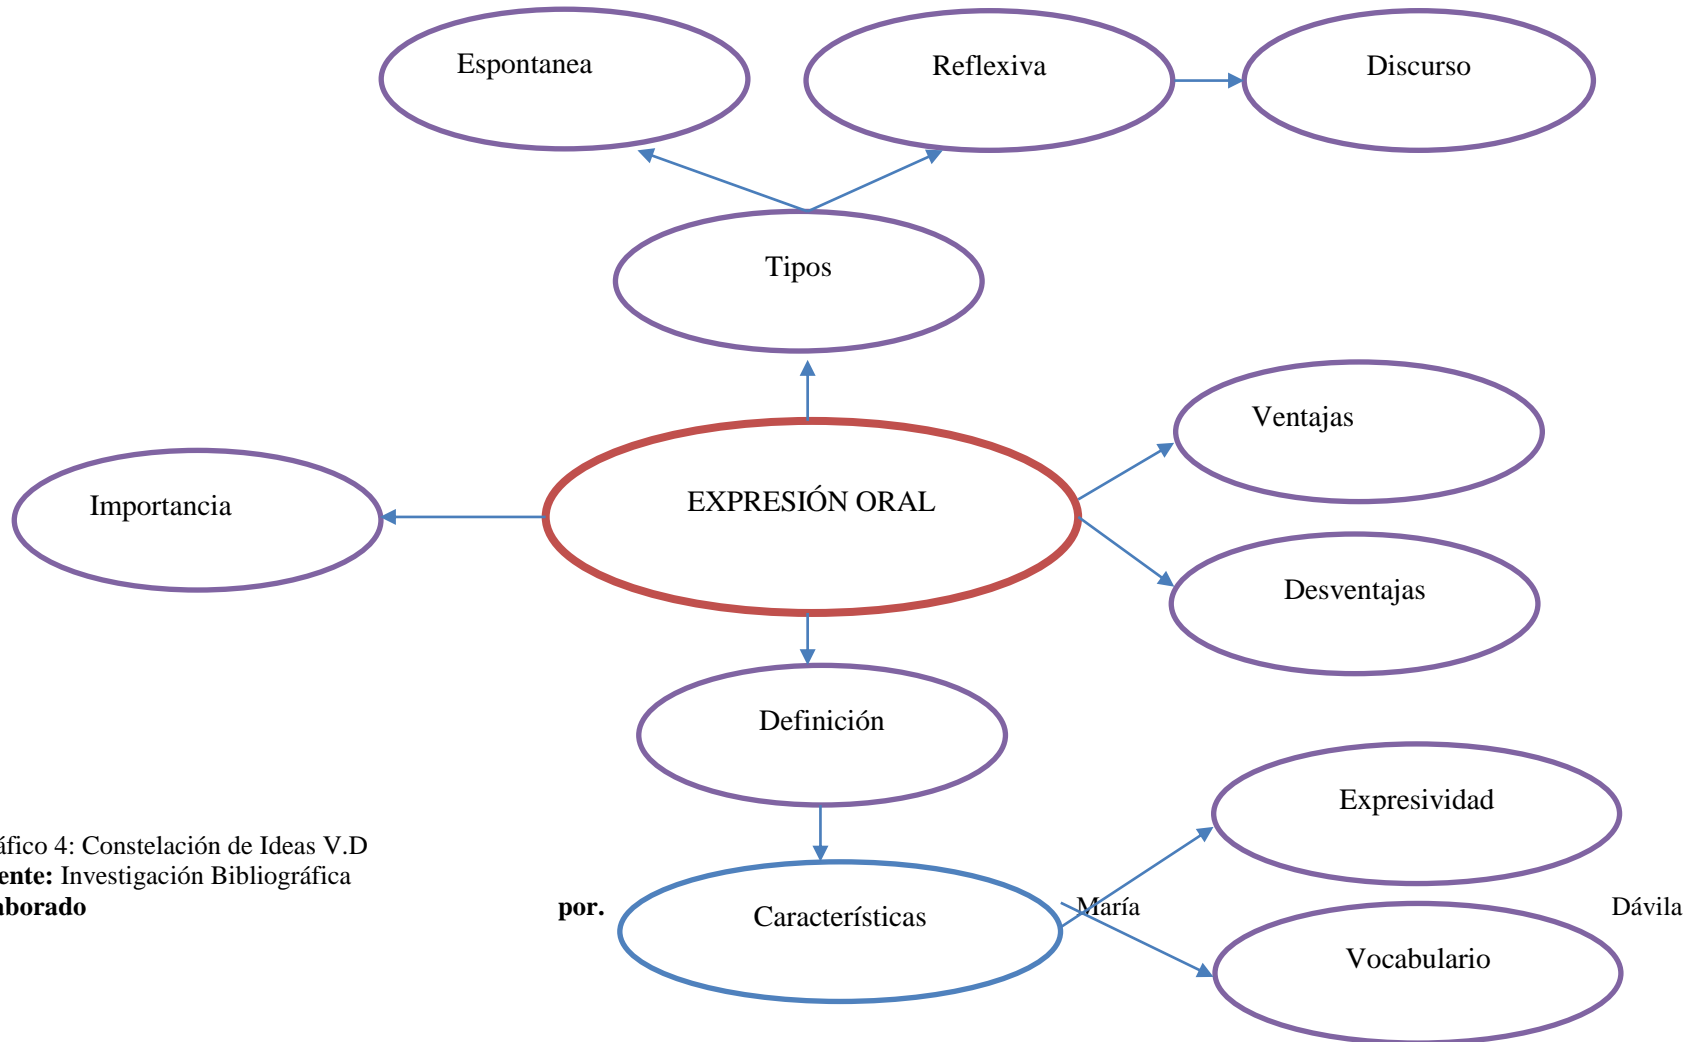 Espontanea
Reflexiva
Discurso
Tipos
Ventajas
Importancia
EXPRESIÓN ORAL
Desventajas
Definición
Expresividad
áfico 4: Constelación de Ideas V.D
ente: Investigación Bibliográfica
aborado por. María Dávila
Características
Vocabulario